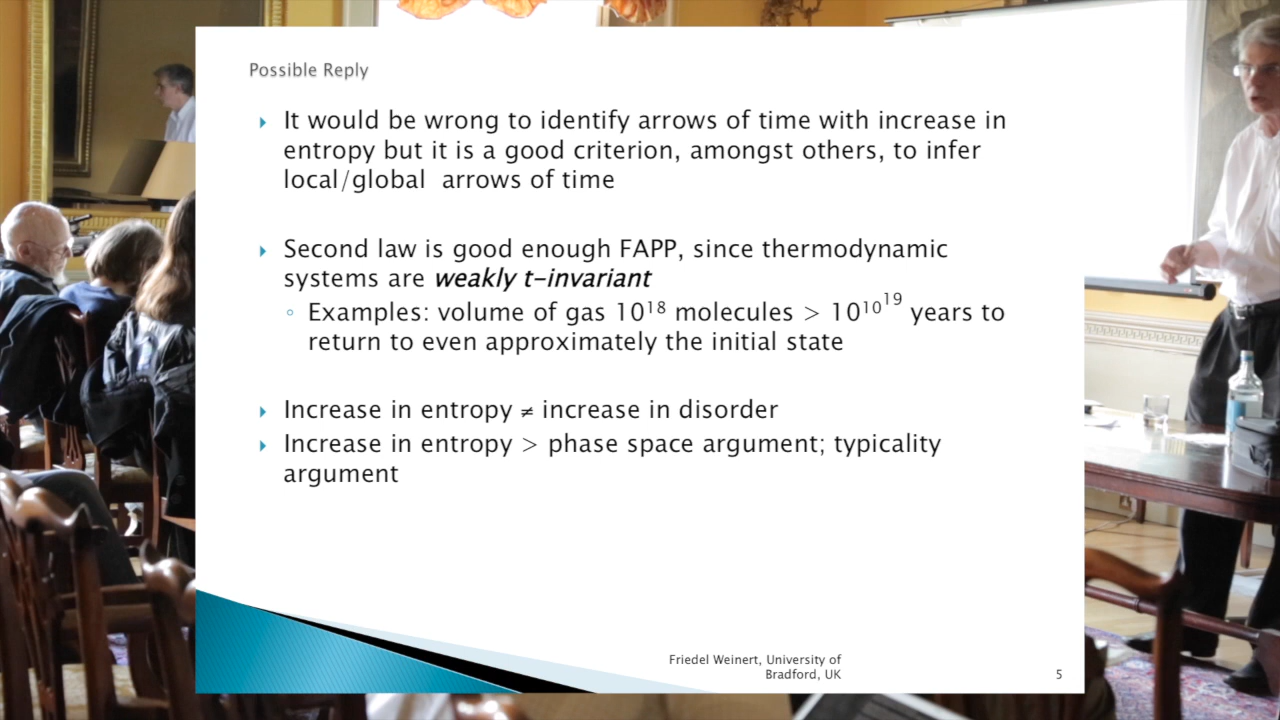 Possible Reply
It would be wrong to identify arrows of time with increase in
entropy but it is a good criterion, amongst others, to infer
local/global arrows of time
Second law is good enough FAPP, since thermodynamic
systems are weakly t-invariant
Examples: volume of gas 10¹⁸ molecules > 10^10^19 years to
return to even approximately the initial state
Increase in entropy ≠ increase in disorder
Increase in entropy > phase space argument; typicality
argument
Friedel Weinert, University of
Bradford, UK
5